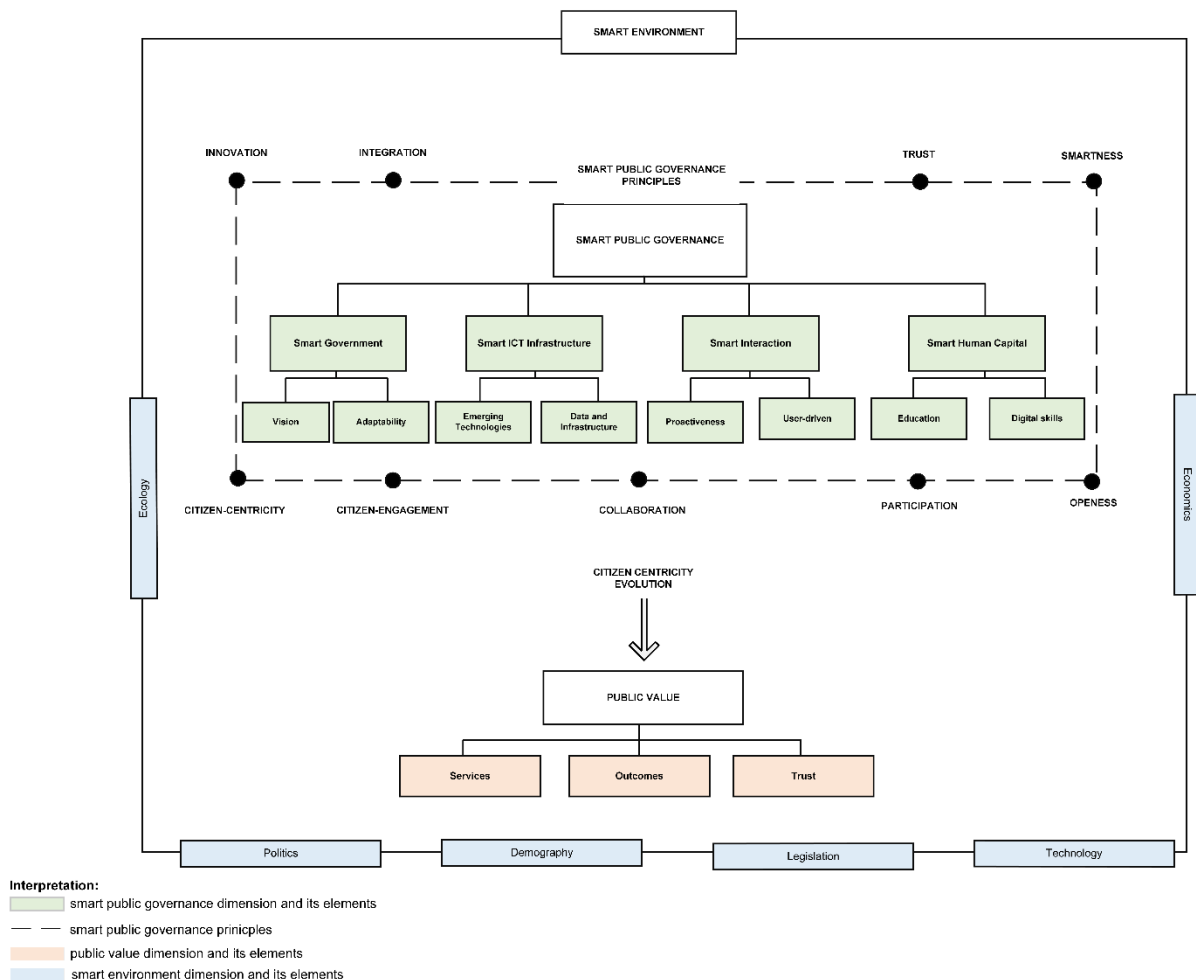 SMART ENVIRONMENT
INNOVATION
INTEGRATION
SMART PUBLIC GOVERNANCE
PRINCIPLES
TRUST
SMARTNESS
SMART PUBLIC GOVERNANCE
Smart Government
Smart ICT Infrastructure
Smart Interaction
Smart Human Capital
Vision
Adaptability
Emerging
Technologies
Data and
Infrastructure
Proactiveness
User-driven
Education
Digital skills
Ecology
Economics
CITIZEN-CENTRICITY
CITIZEN-ENGAGEMENT
COLLABORATION
PARTICIPATION
OPENESS
CITIZEN CENTRICITY
EVOLUTION
PUBLIC VALUE
Services
Outcomes
Trust
Politics
Demography
Legislation
Technology
Interpretation:
smart public governance dimension and its elements
smart public governance prinicples
public value dimension and its elements
smart environment dimension and its elements